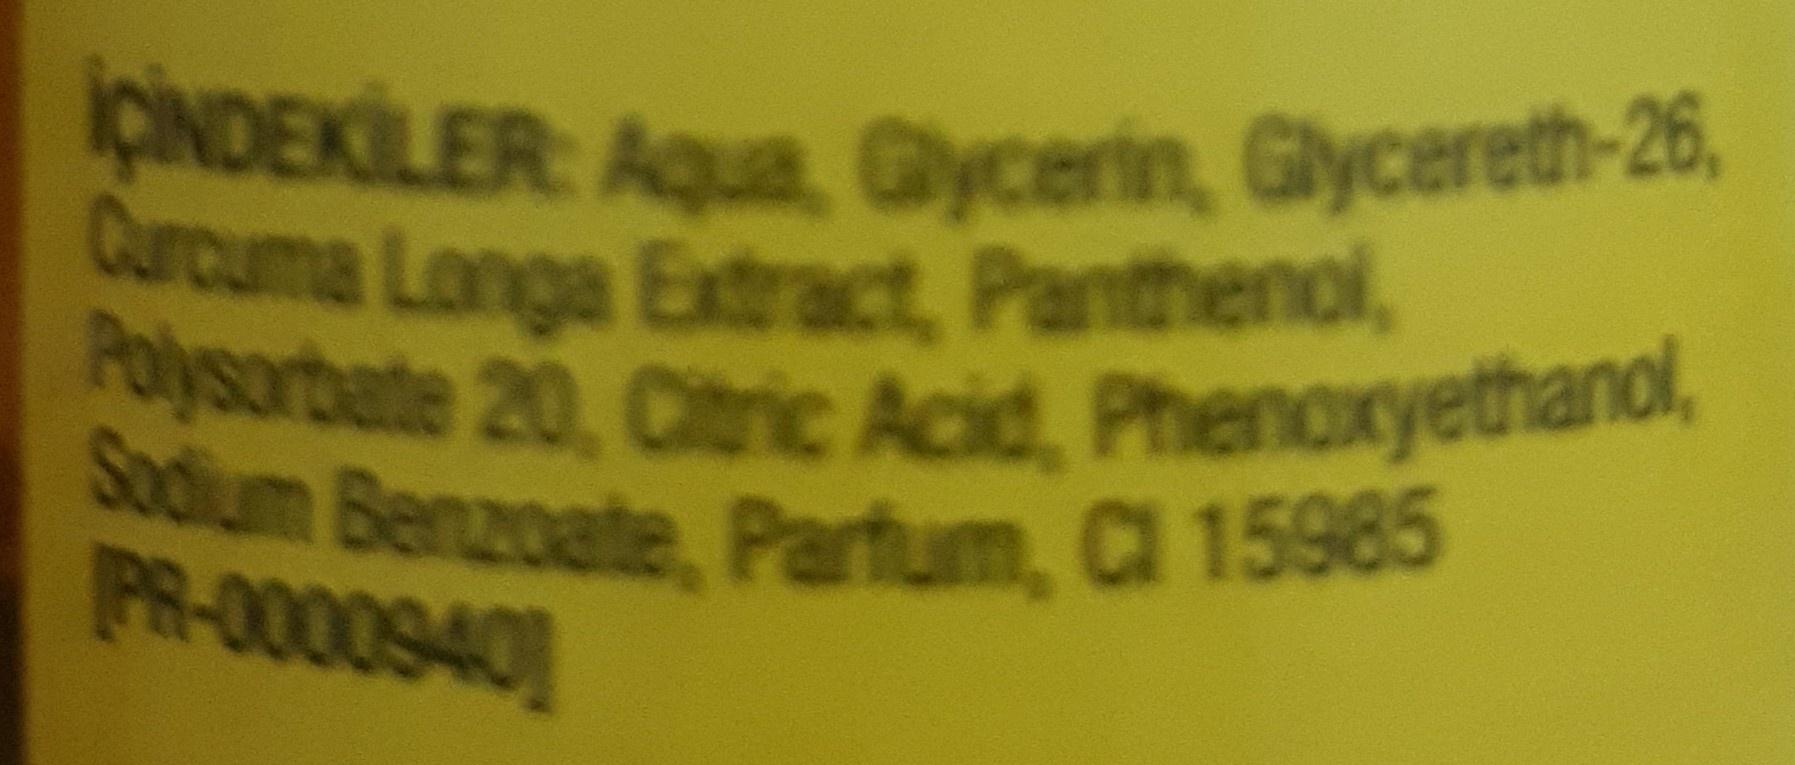 İÇİNDEKİLER: Aqua, Glycerin, Glycereth-26,
Curcuma Longa Extract, Panthenol,
Polysorbate 20, Citric Acid, Phenoxyethanol,
Sodium Benzoate, Parfum, CI 15985
[PR-0000940]